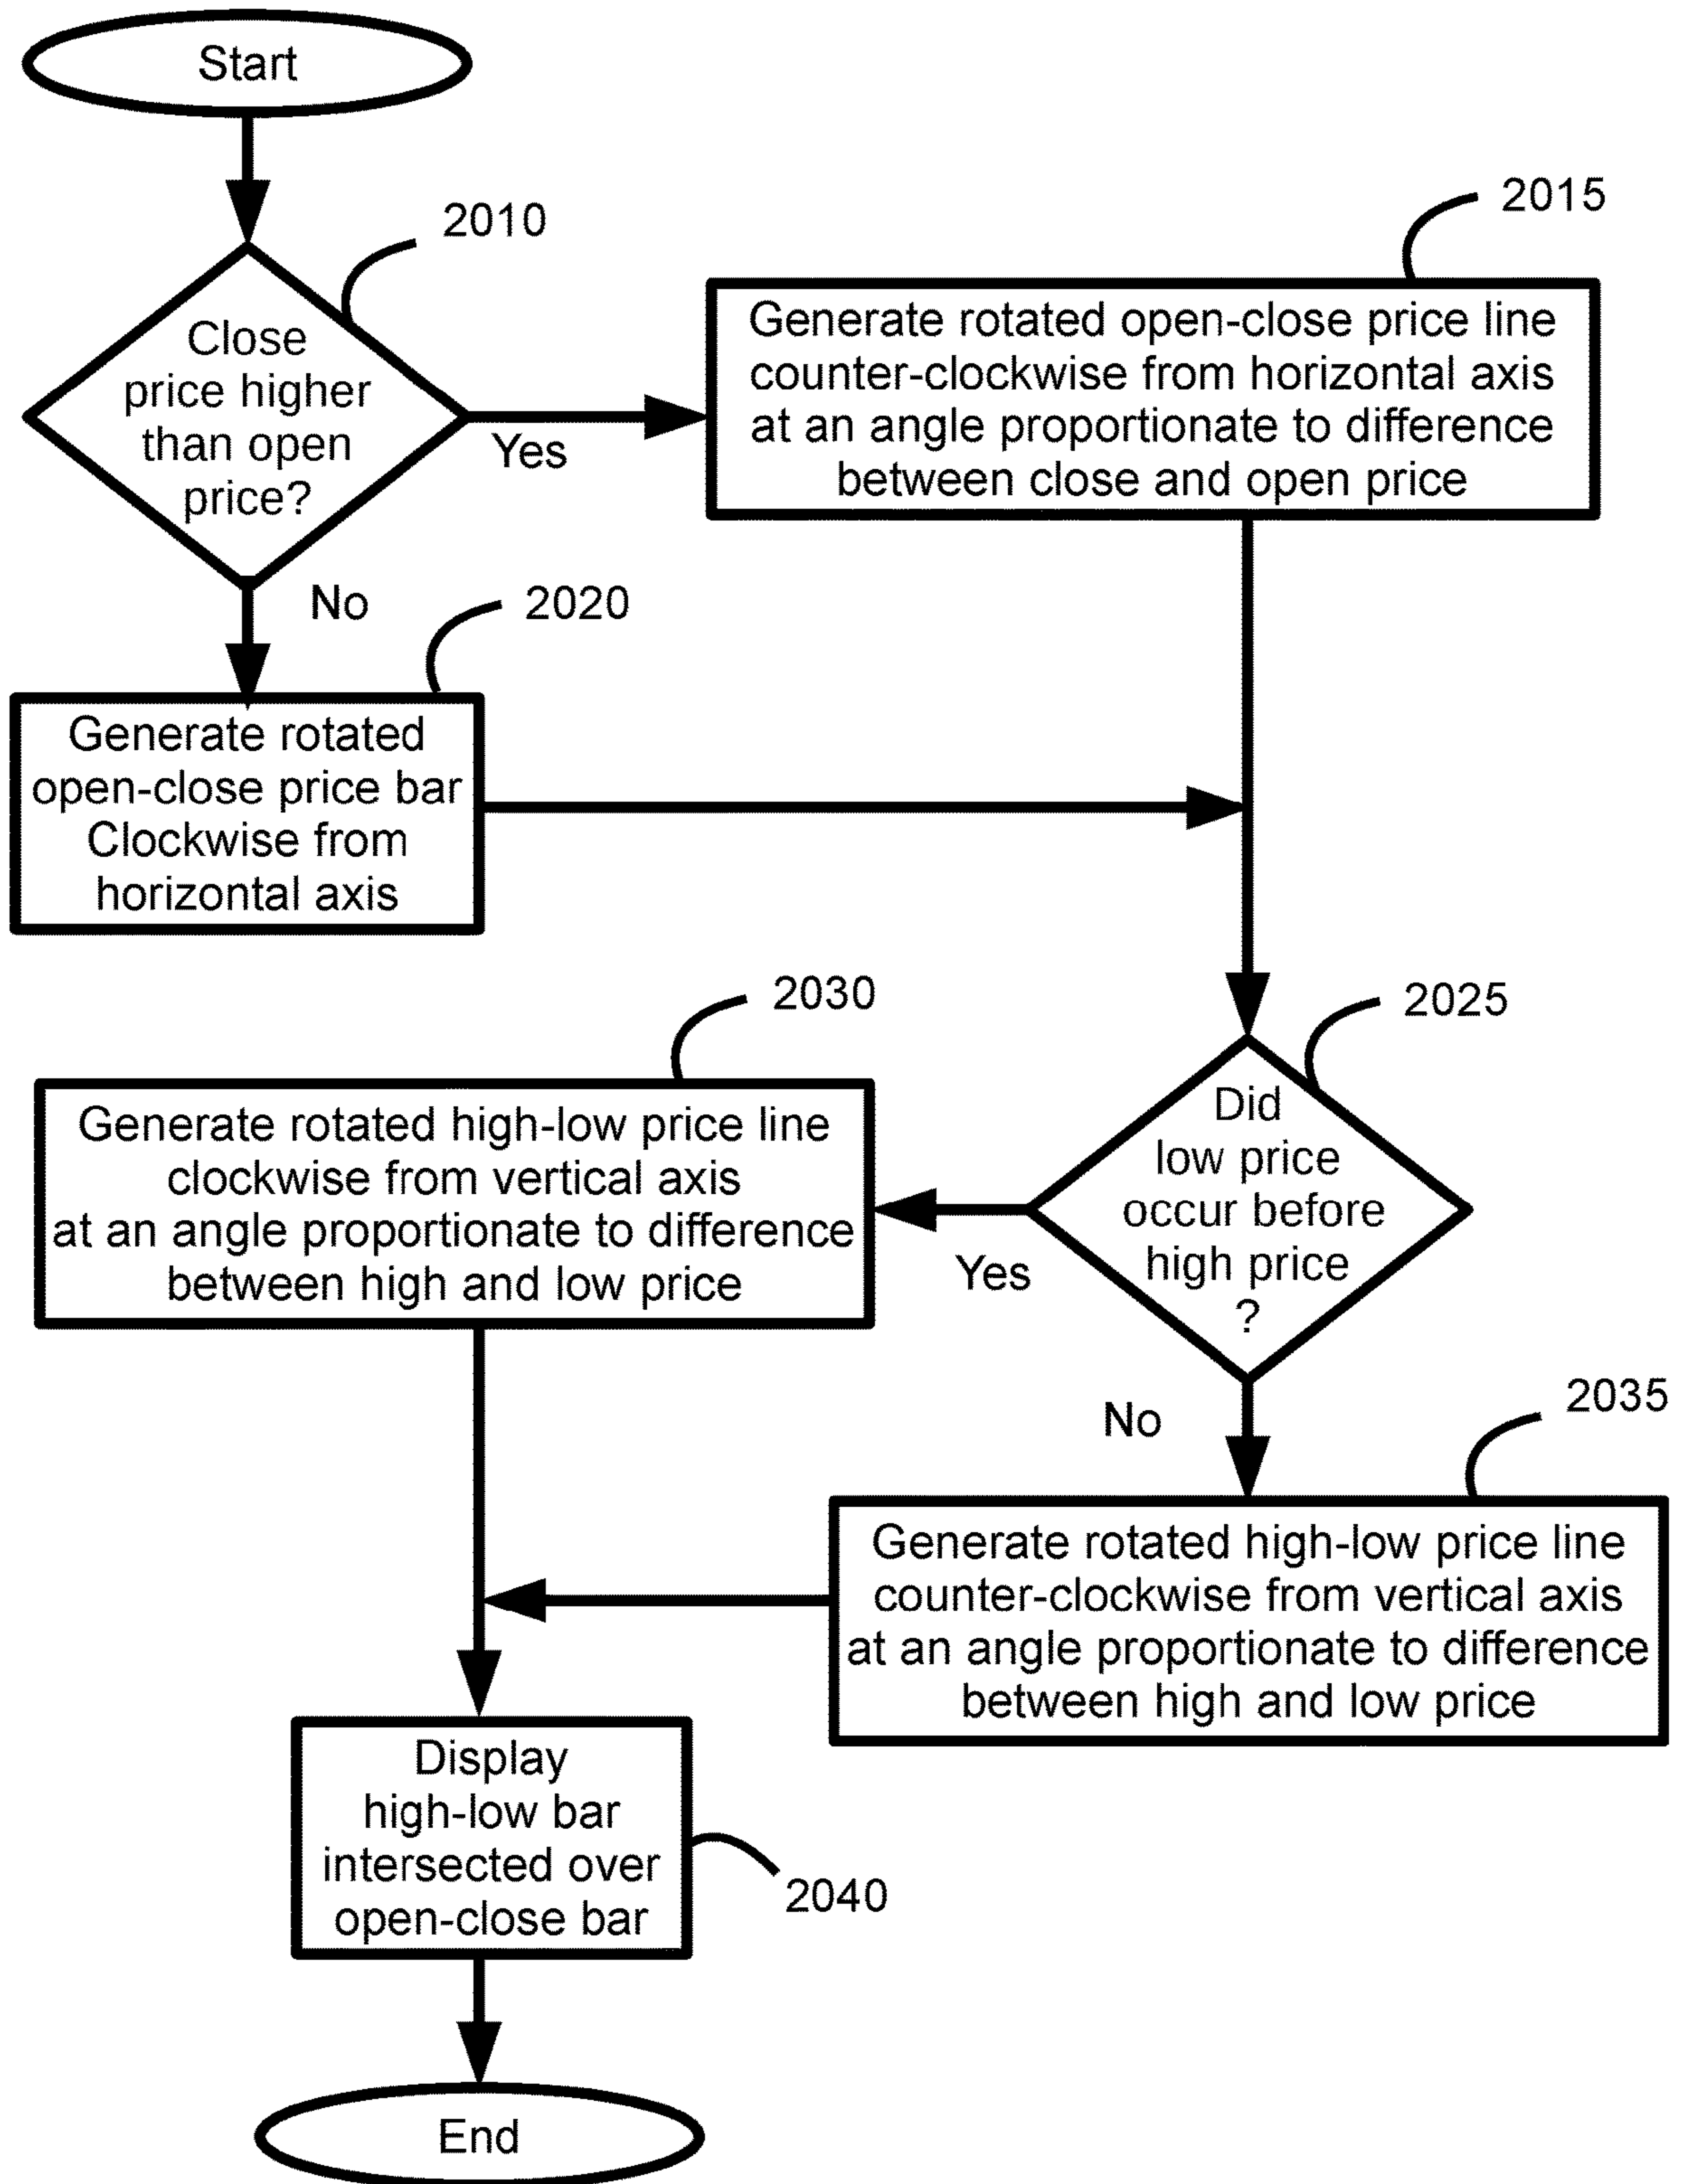 Start
2010
Close
price higher
than open
price?
Yes
2015
Generate rotated open-close price line
counter-clockwise from horizontal axis
at an angle proportionate to difference
between close and open price
No
2020
Generate rotated
open-close price bar
Clockwise from
horizontal axis
2025
Did
low price
occur before
high price
?
Yes
2030
Generate rotated high-low price line
clockwise from vertical axis
at an angle proportionate to difference
between high and low price
No
2035
Generate rotated high-low price line
counter-clockwise from vertical axis
at an angle proportionate to difference
between high and low price
Display
high-low bar
intersected over
open-close bar
2040
End